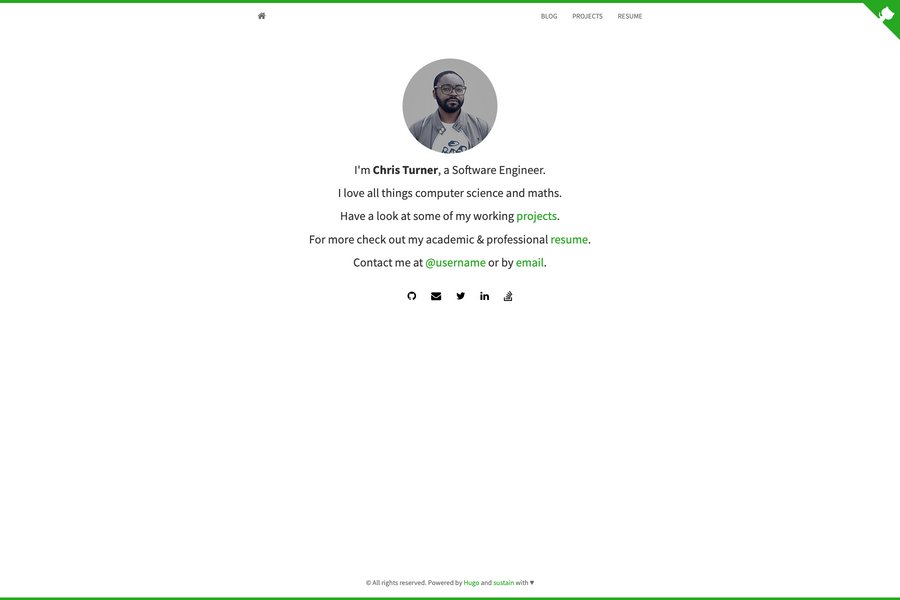 BLOG PROJECTS RESUME
I'm Chris Turner, a Software Engineer.
I love all things computer science and maths.
Have a look at some of my working projects.
For more check out my academic & professional resume.
Contact me at @username or by email.
© All rights reserved. Powered by Hugo and sustain with ♥